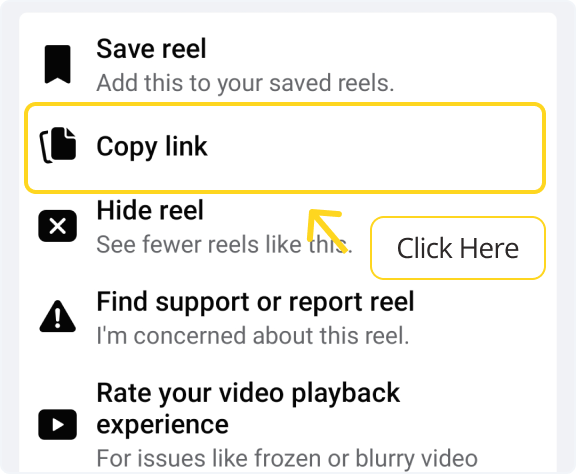 Save reel
Add this to your saved reels.
Copy link
Hide reel
See fewer reels like this.
Click Here
Find support or report reel
I'm concerned about this reel.
Rate your video playback
experience
For issues like frozen or blurry video